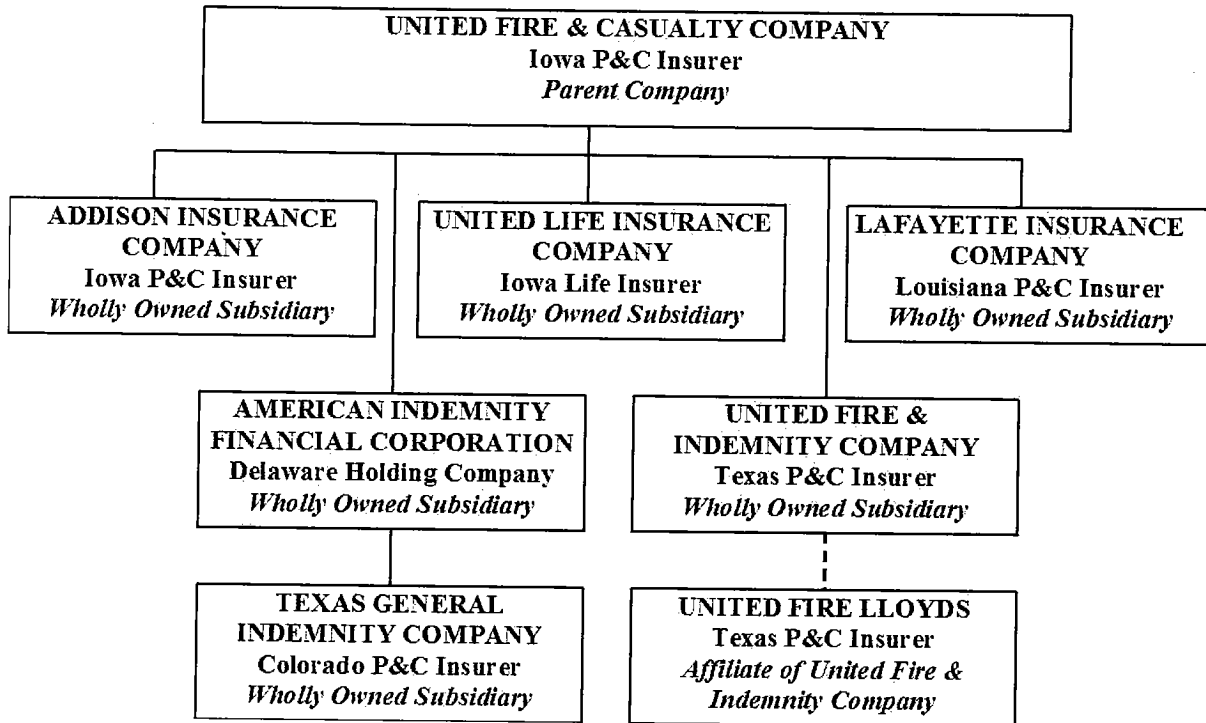 UNITED FIRE & CASUALTY COMPANY
Iowa P&C Insurer
Parent Company
ADDISON INSURANCE
COMPANY
Iowa P&C Insurer
Wholly Owned Subsidiary
UNITED LIFE INSURANCE
COMPANY
Iowa Life Insurer
Wholly Owned Subsidiary
LAFAYETTE INSURANCE
COMPANY
Louisiana P&C Insurer
Wholly Owned Subsidiary
AMERICAN INDEMNITY
FINANCIAL CORPORATION
Delaware Holding Company
Wholly Owned Subsidiary
UNITED FIRE &
INDEMNITY COMPANY
Texas P&C Insurer
Wholly Owned Subsidiary
TEXAS GENERAL
INDEMNITY COMPANY
Colorado P&C Insurer
Wholly Owned Subsidiary
UNITED FIRE LLOYDS
Texas P&C Insurer
Affiliate of United Fire &
Indemnity Company